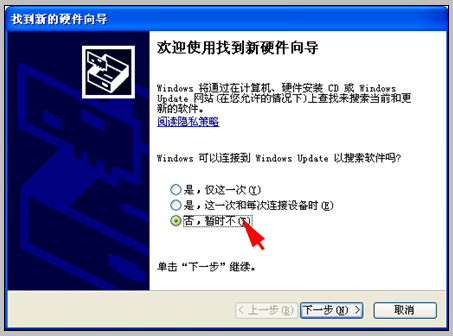 找到新的硬件向导
欢迎使用找到新硬件向导
Windows 将通过在计算机、硬件安装 CD 或 Windows
Update 网站(在您允许的情况下)上查找来搜索当前和更
新的软件。
阅读隐私策略
Windows 可以连接到 Windows Update 以搜索软件吗?
是，仅这一次(Y)
是，这一次和每次连接设备时(E)
否，暂时不(T)
单击“下一步”继续。
< 上一步(B) 下一步(N) > 取消